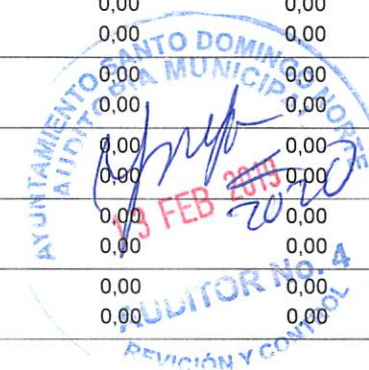 0,00 0,00
0,00 0,00
0,00 0,00
0,00 0,00
0,00 0,00
0,00 0,00
0,00 0,00
0,00 0,00
0,00 0,00
0,00 0,00
AYUNTAMIENTO SANTO DOMINGO NORTE
AUDITORIA MUNICIPAL
13 FEB 2019
2020
AUDITOR No. 4
REVICIÓN Y CONTROL